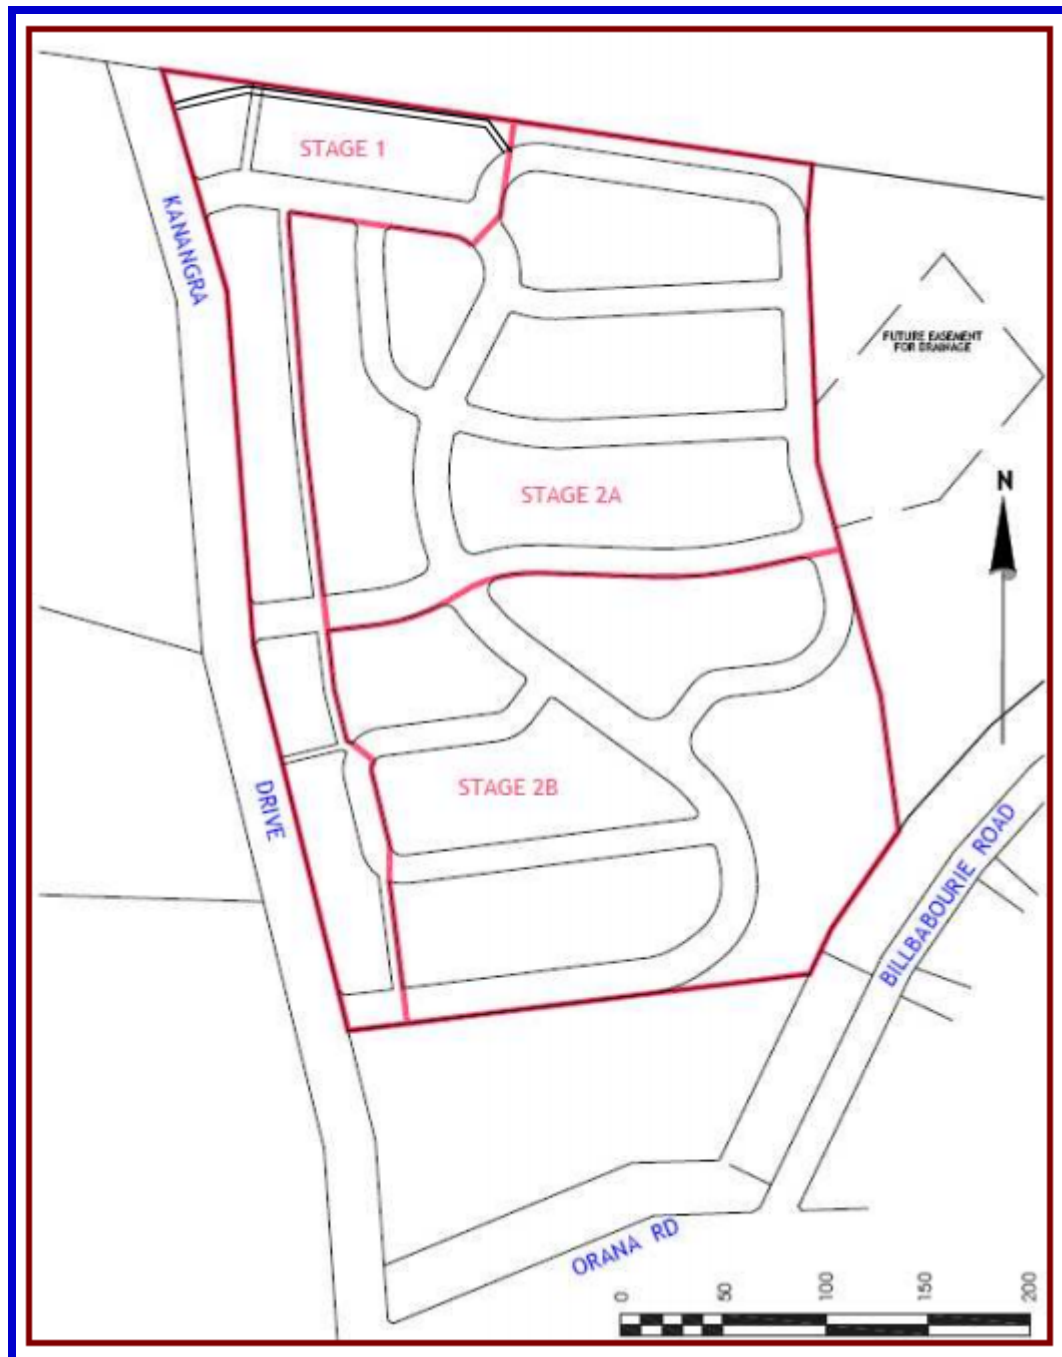 STAGE 1
KANANGRA
FUTURE EASEMENT
FOR DRAINAGE
N
STAGE 2A
DRIVE
STAGE 2B
BILLBABOURIE ROAD
ORANA RD
0 50 100 150 200